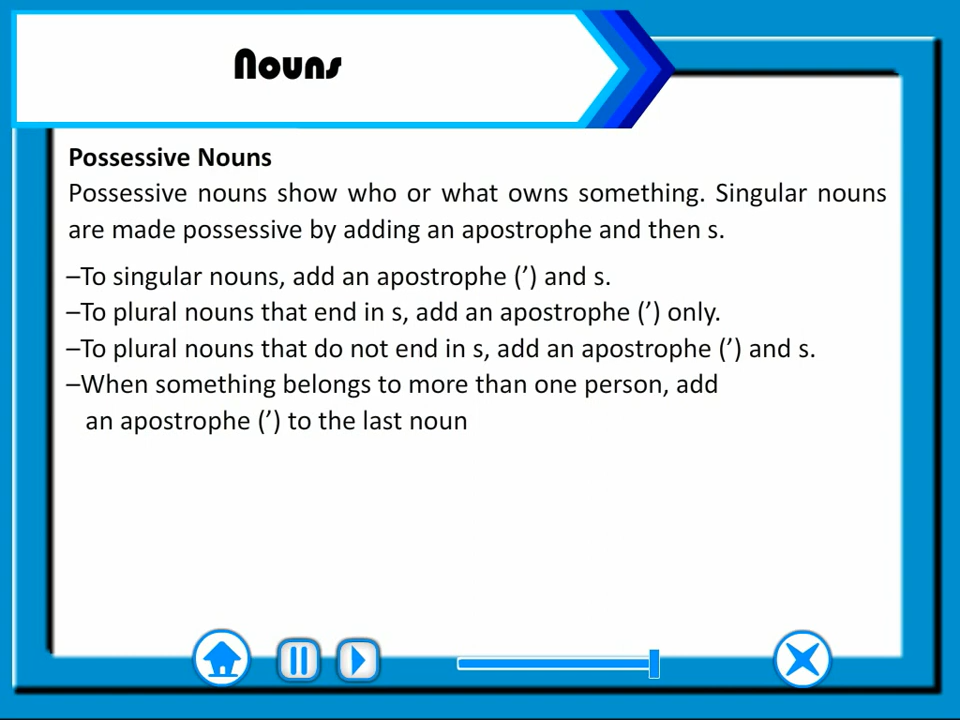 Nouns
Possessive Nouns
Possessive nouns show who or what owns something. Singular nouns
are made possessive by adding an apostrophe and then s.
–To singular nouns, add an apostrophe (’) and s.
–To plural nouns that end in s, add an apostrophe (’) only.
–To plural nouns that do not end in s, add an apostrophe (’) and s.
–When something belongs to more than one person, add
an apostrophe (’) to the last noun